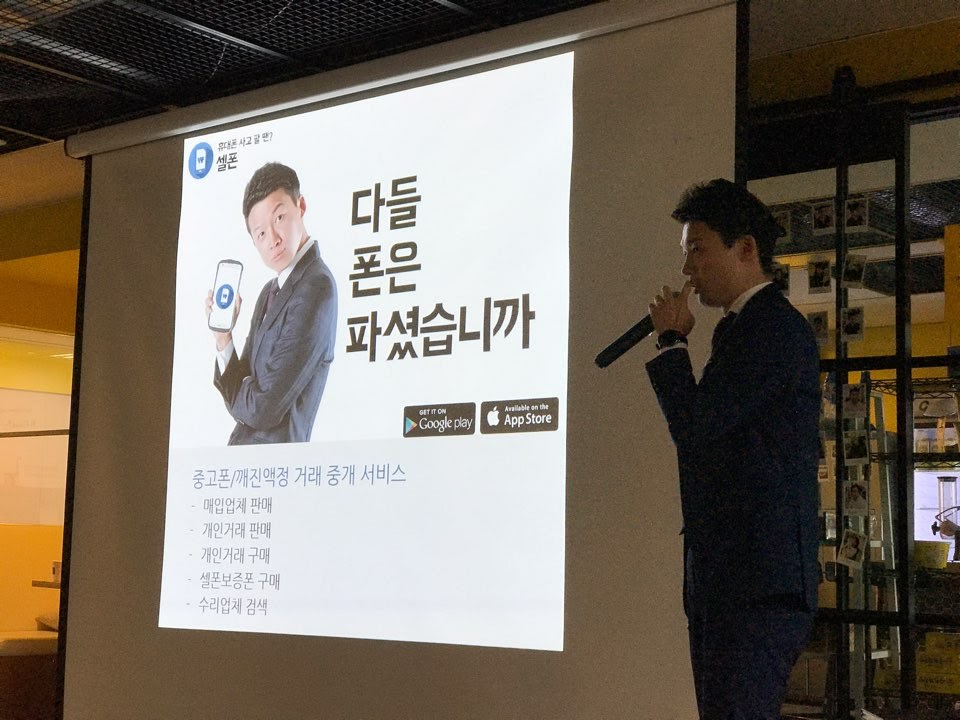 휴대폰 사고 팔 땐?
셀폰
다들
폰은
파셨습니까
GET IT ON
Google play
Available on the
App Store
중고폰/깨진액정 거래 중개 서비스
- 매입업체 판매
- 개인거래 판매
- 개인거래 구매
- 셀폰보증폰 구매
- 수리업체 검색